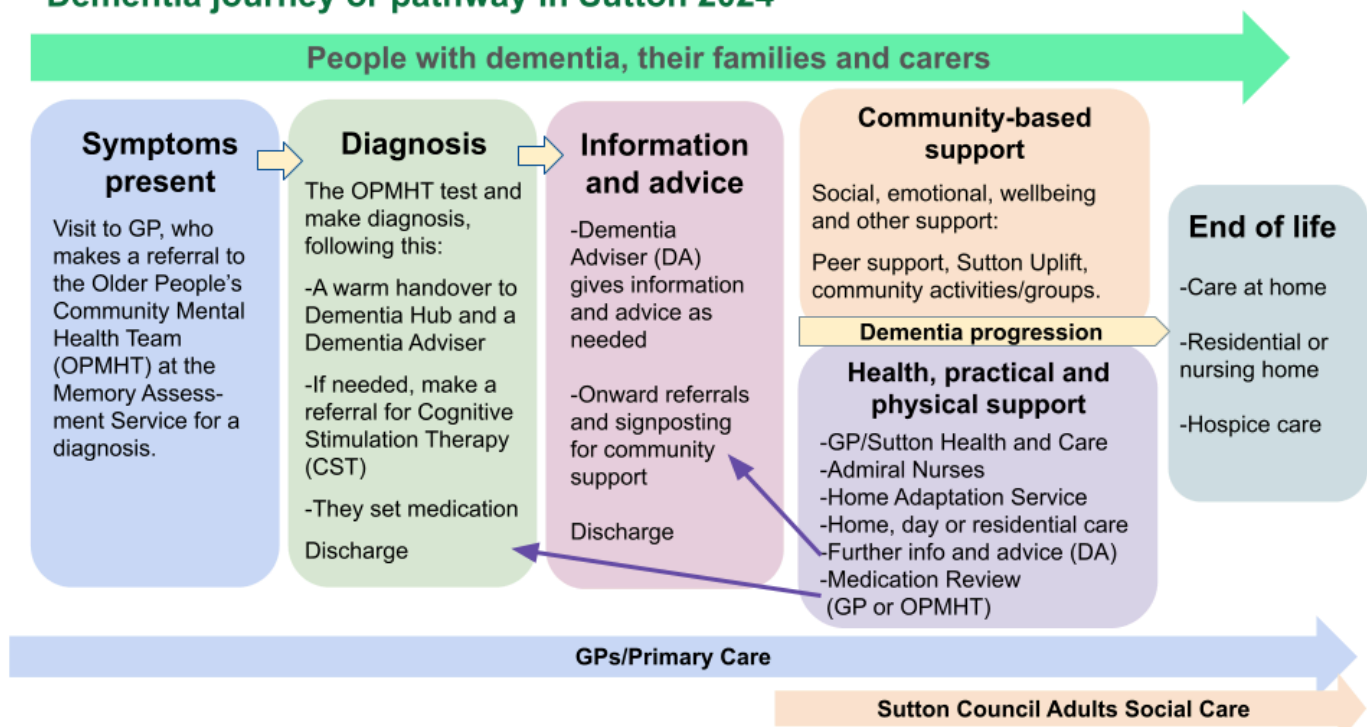 Dementia journey or pathway in Sutton 2024
People with dementia, their families and carers
Symptoms
present
Visit to GP, who
makes a referral to
the Older People's
Community Mental
Health Team
(OPMHT) at the
Memory Assess-
ment Service for a
diagnosis.
Diagnosis
The OPMHT test and
make diagnosis,
following this:
-A warm handover to
Dementia Hub and a
Dementia Adviser
-If needed, make a
referral for Cognitive
Stimulation Therapy
(CST)
-They set medication
Discharge
Information
and advice
-Dementia
Adviser (DA)
gives information
and advice as
needed
-Onward referrals
and signposting
for community
support
Discharge
Community-based
support
Social, emotional, wellbeing
and other support:
Peer support, Sutton Uplift,
community activities/groups.
Dementia progression
Health, practical and
physical support
-GP/Sutton Health and Care
-Admiral Nurses
-Home Adaptation Service
-Home, day or residential care
-Further info and advice (DA)
-Medication Review
(GP or OPMHT)
End of life
-Care at home
-Residential or
nursing home
-Hospice care
GPs/Primary Care
Sutton Council Adults Social Care